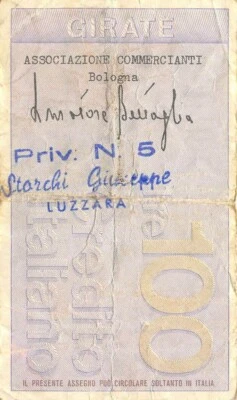 GIRATE
ASSOCIAZIONE COMMERCIANTI
Bologna
Priv. N. 5
Storchi Giuseppe
LUZZARA
Lire 100
Credito
Italiano
IL PRESENTE ASSEGNO PUÒ CIRCOLARE SOLTANTO IN ITALIA